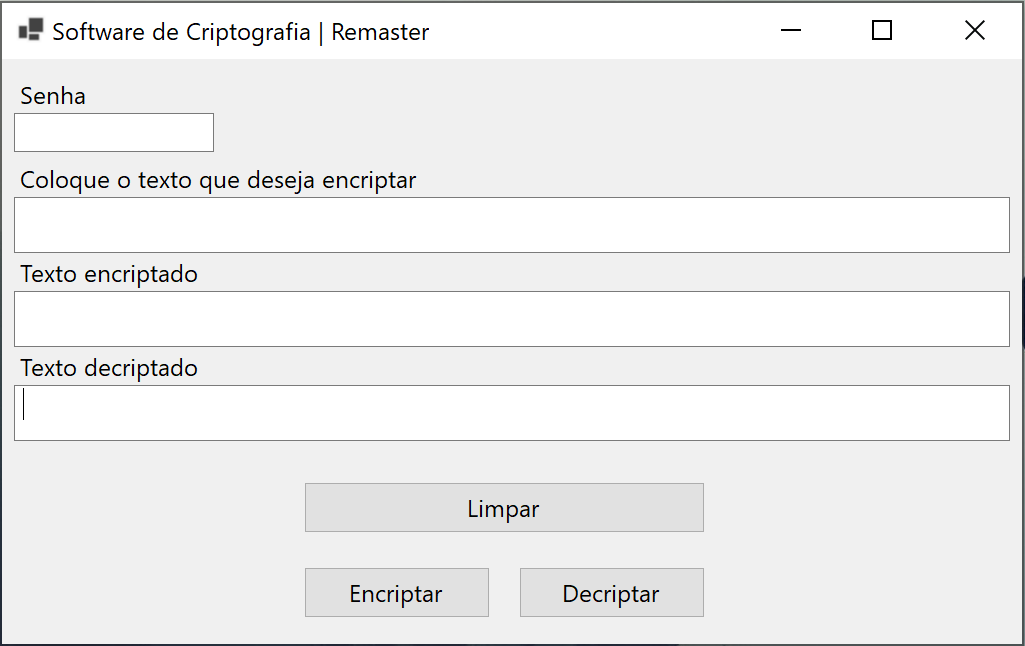 Software de Criptografia | Remaster
Senha
Coloque o texto que deseja encriptar
Texto encriptado
Texto decriptado
Limpar
Encriptar
Decriptar